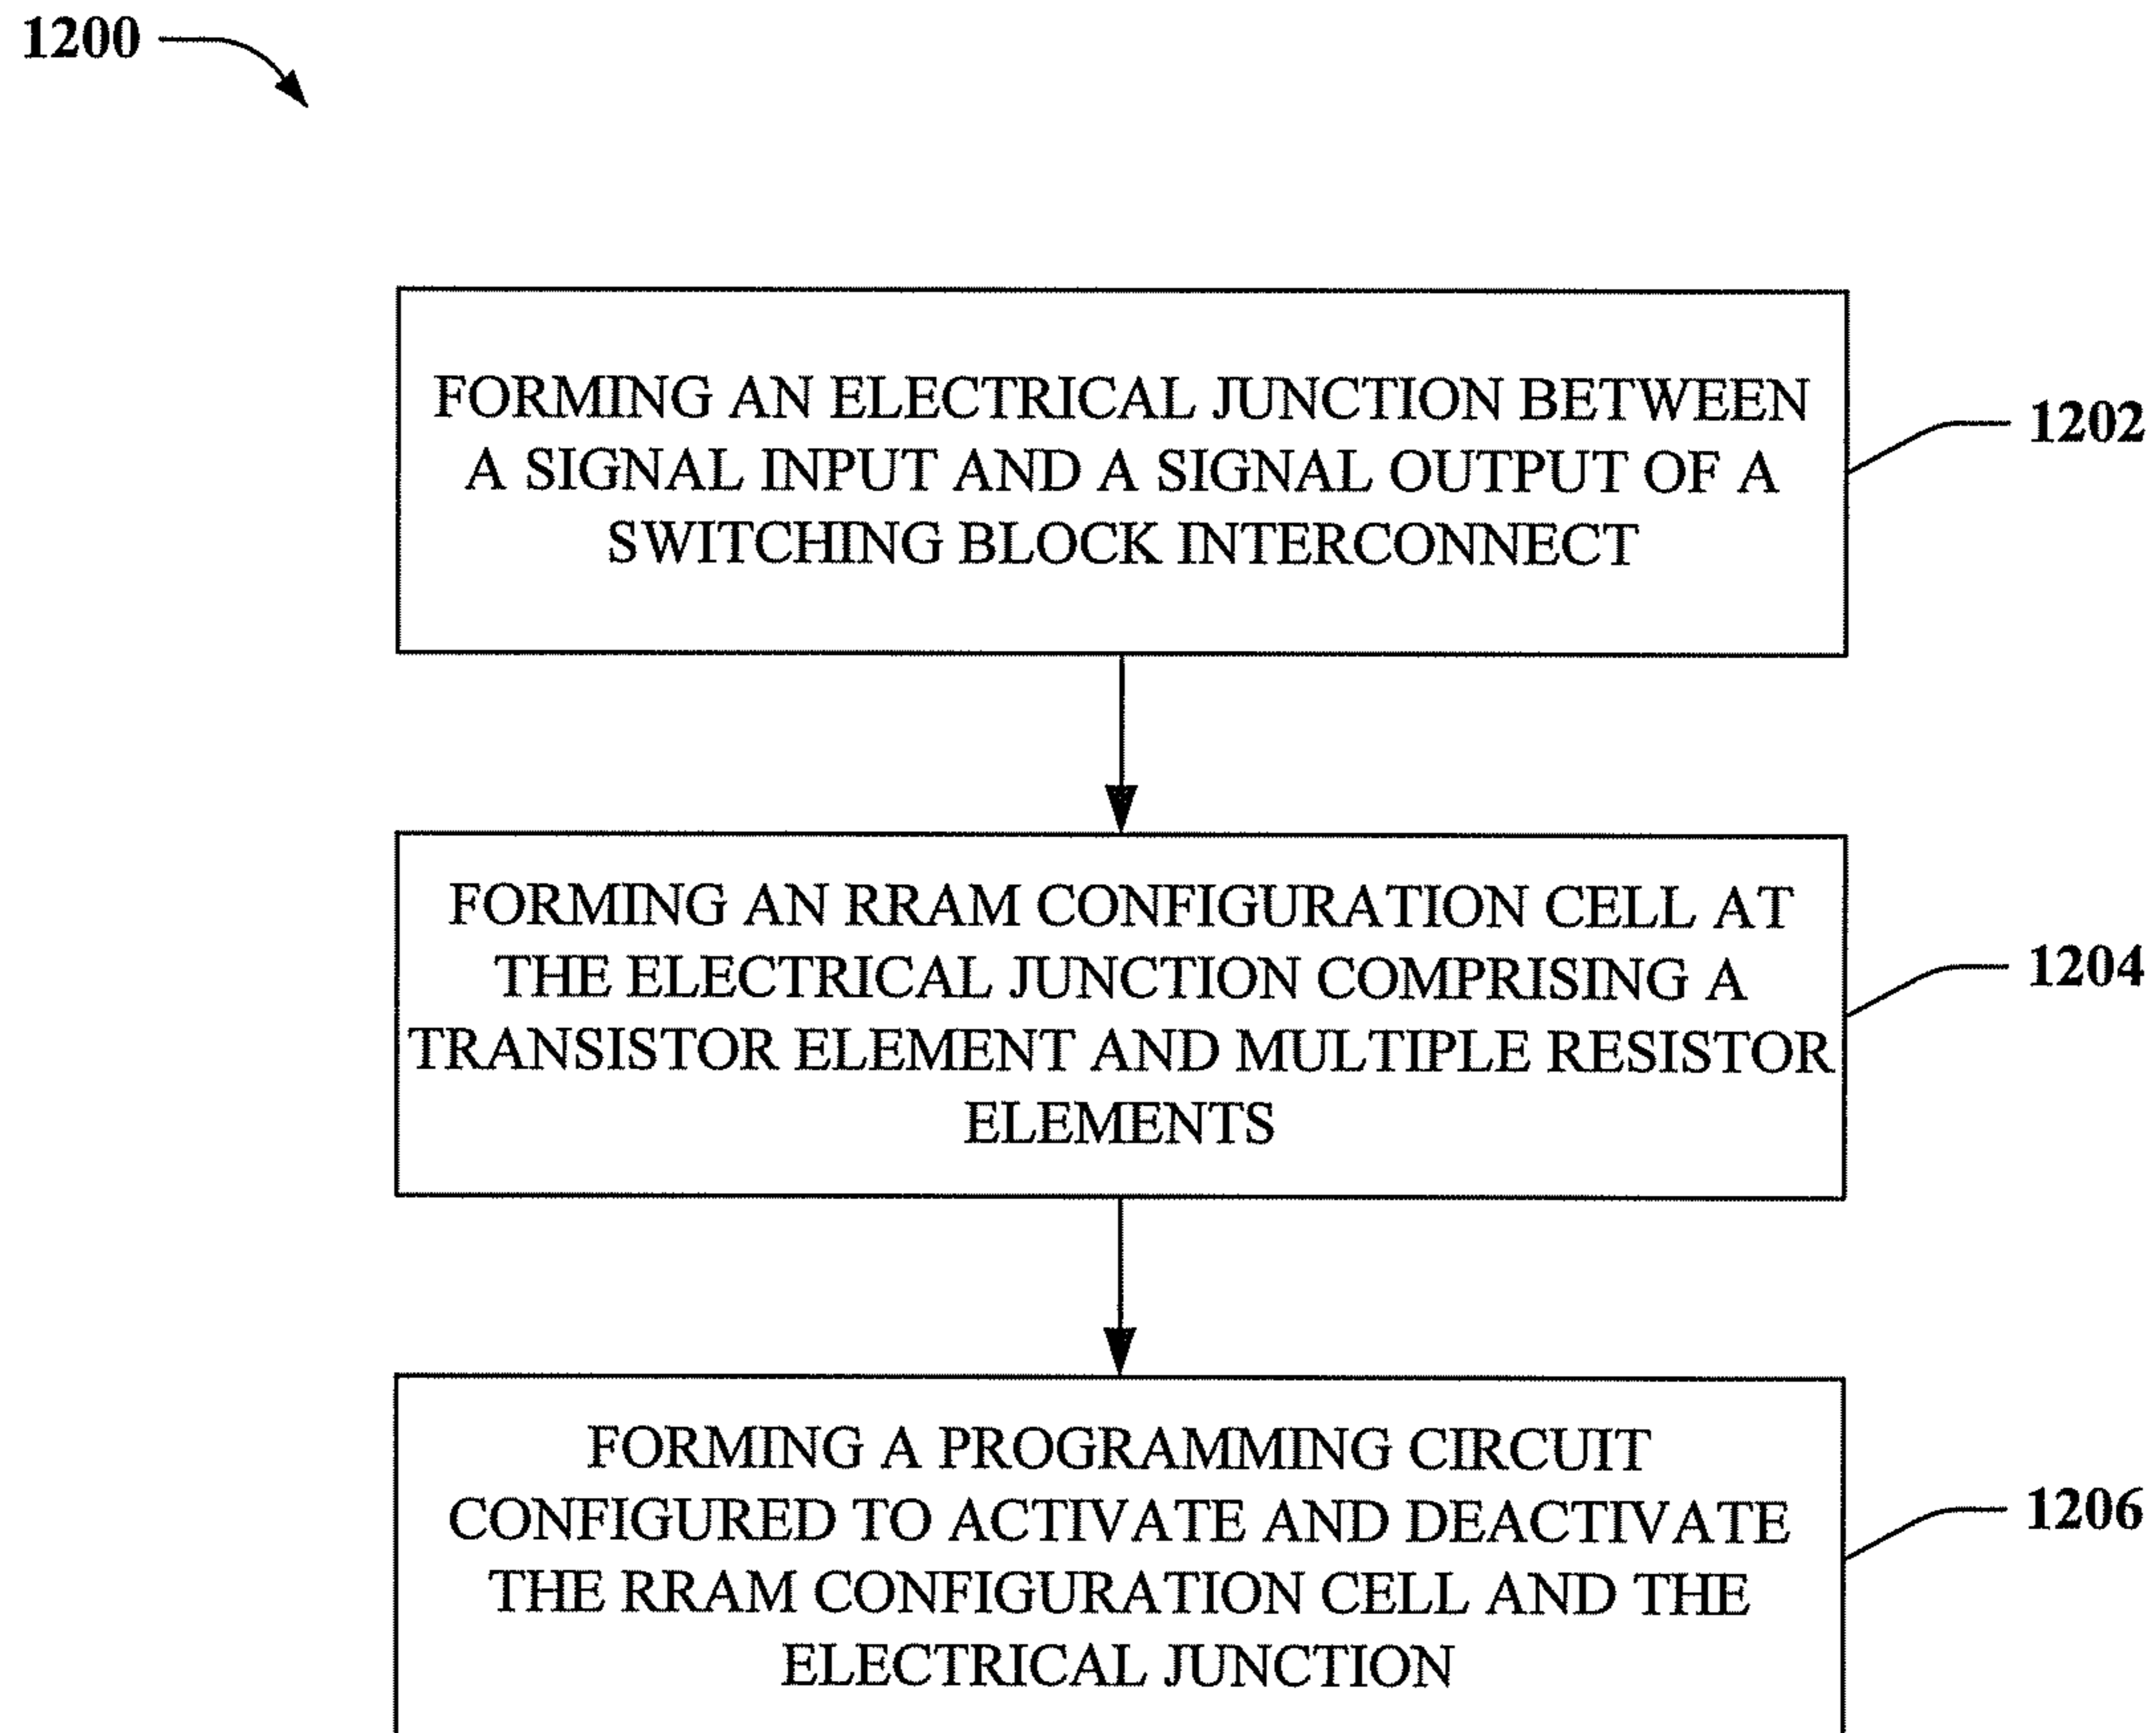 1200
FORMING AN ELECTRICAL JUNCTION BETWEEN
A SIGNAL INPUT AND A SIGNAL OUTPUT OF A
SWITCHING BLOCK INTERCONNECT
1202
FORMING AN RRAM CONFIGURATION CELL AT
THE ELECTRICAL JUNCTION COMPRISING A
TRANSISTOR ELEMENT AND MULTIPLE RESISTOR
ELEMENTS
1204
FORMING A PROGRAMMING CIRCUIT
CONFIGURED TO ACTIVATE AND DEACTIVATE
THE RRAM CONFIGURATION CELL AND THE
ELECTRICAL JUNCTION
1206